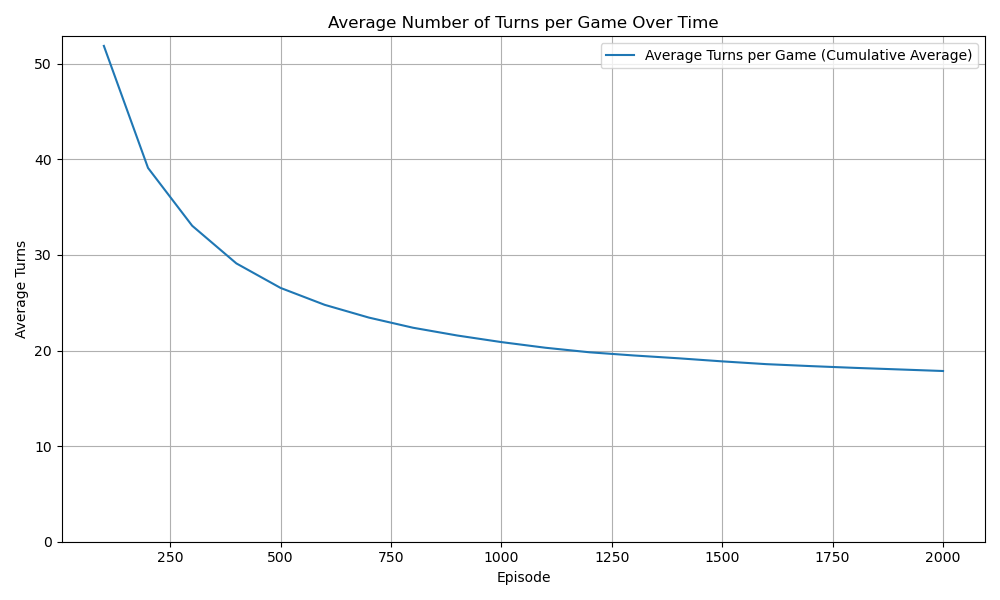 Average Number of Turns per Game Over Time
Average Turns per Game (Cumulative Average)
50
40
30
20
10
0
Average Turns
250 500 750 1000 1250 1500 1750 2000
Episode